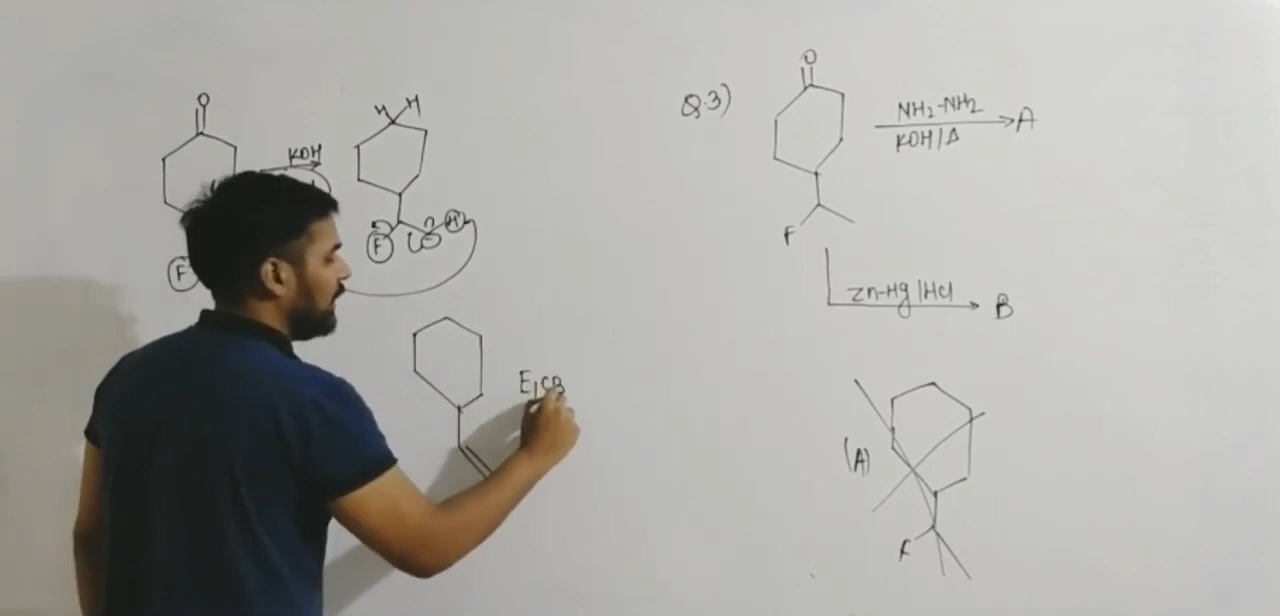 O
KOH
H H
F
F H
E1CB
Q.3)
O
NH2-NH2
KOH/Δ
A
F
Zn-Hg/HCl
B
(A)
F